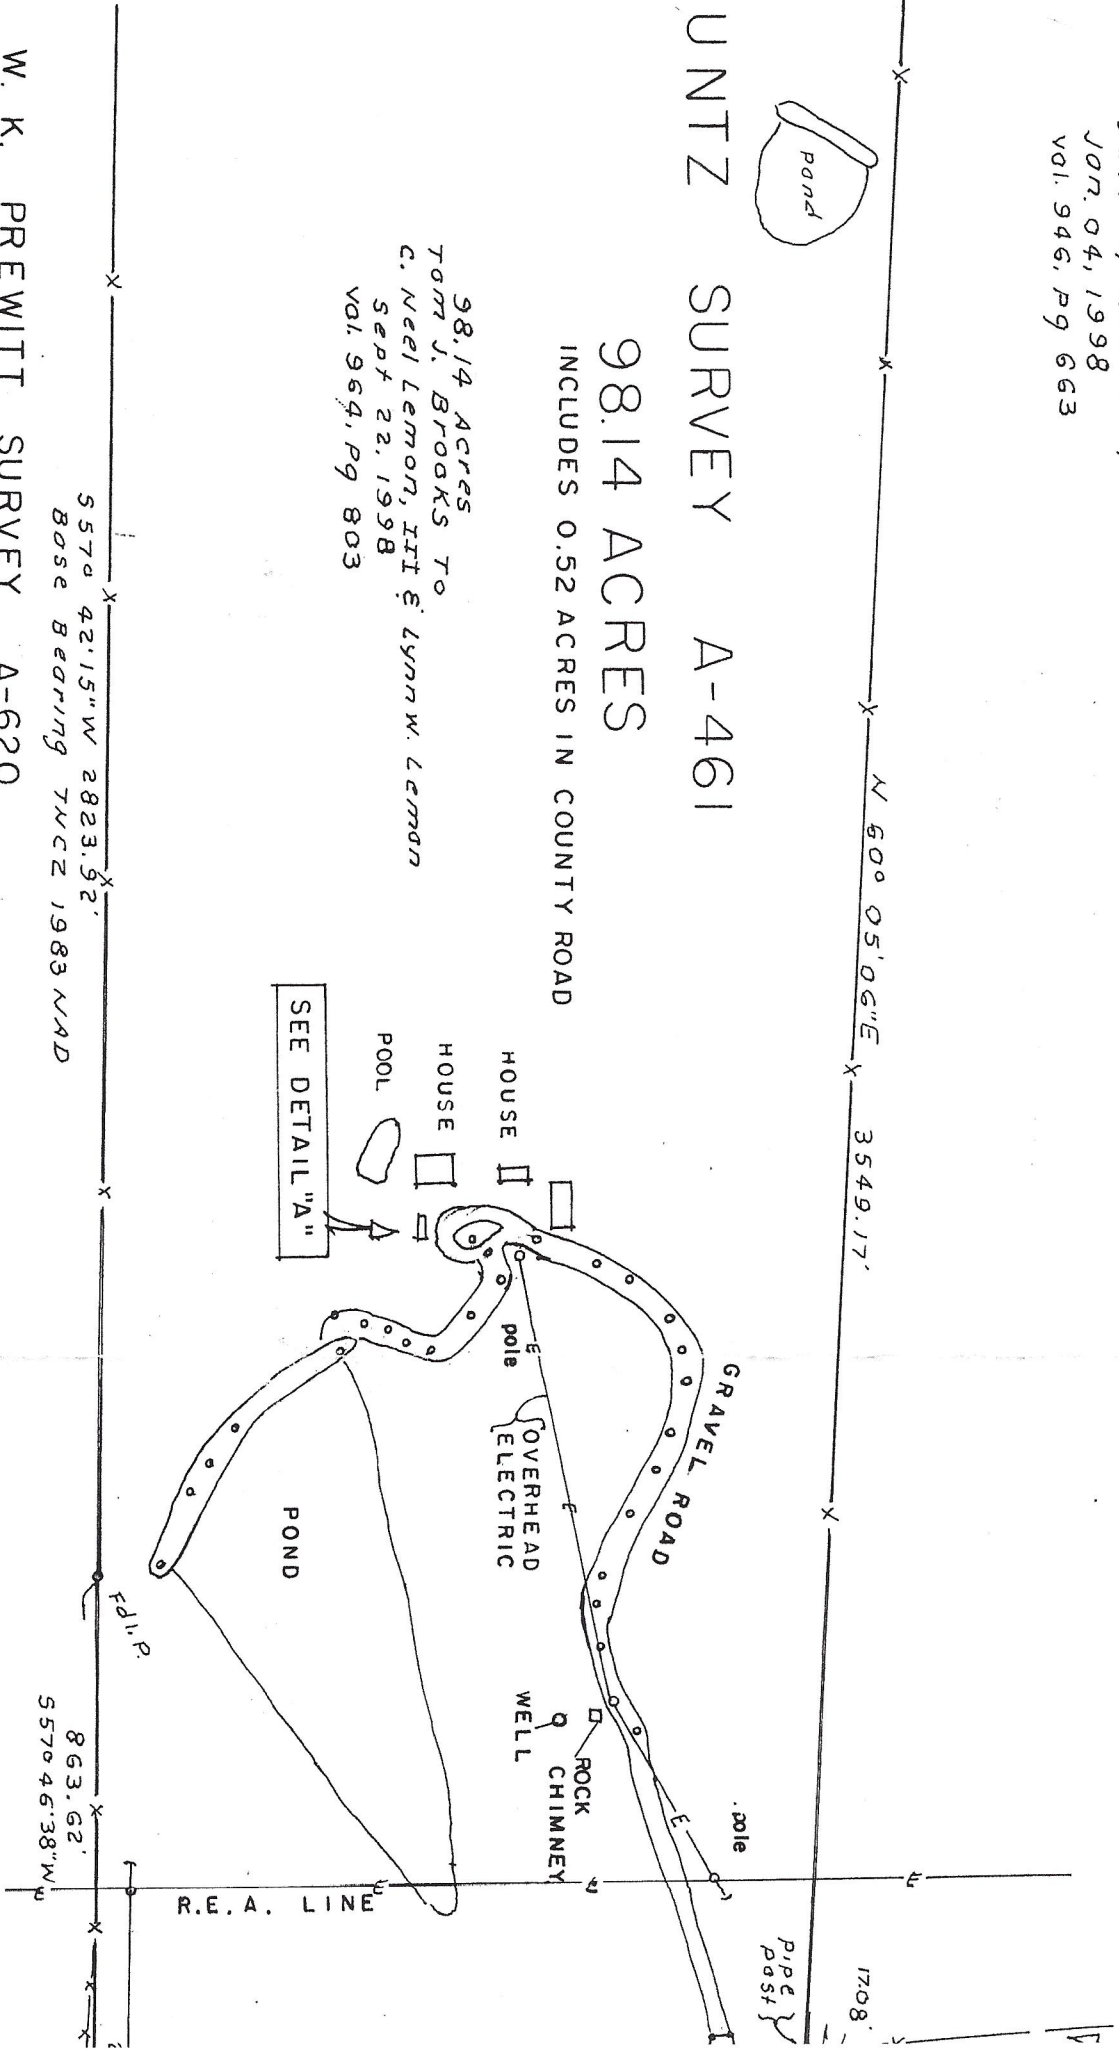 Jan. 04, 1998
Vol. 946, Pg 663
17.08'
N 60° 05' 06" E 3549.17'
Pipe
Post
Pond
UNTZ SURVEY A-461
98.14 ACRES
INCLUDES 0.52 ACRES IN COUNTY ROAD
GRAVEL ROAD
pole
98.14 Acres
Tom J. Brooks To
C. Neel Lemon, III & Lynn W. Lemon
Sept 22, 1998
Vol. 964, Pg 803
HOUSE
HOUSE
POOL
SEE DETAIL "A"
pole
E
OVERHEAD
ELECTRIC
E
ROCK
CHIMNEY
WELL
E
E
E
E
E
POND
R.E.A. LINE
Fd I.P.
S 57° 42' 15" W 2823.92'
Base Bearing TNCZ 1983 NAD
863.62'
S 57° 46' 38" W
W. K. PREWITT SURVEY A-620